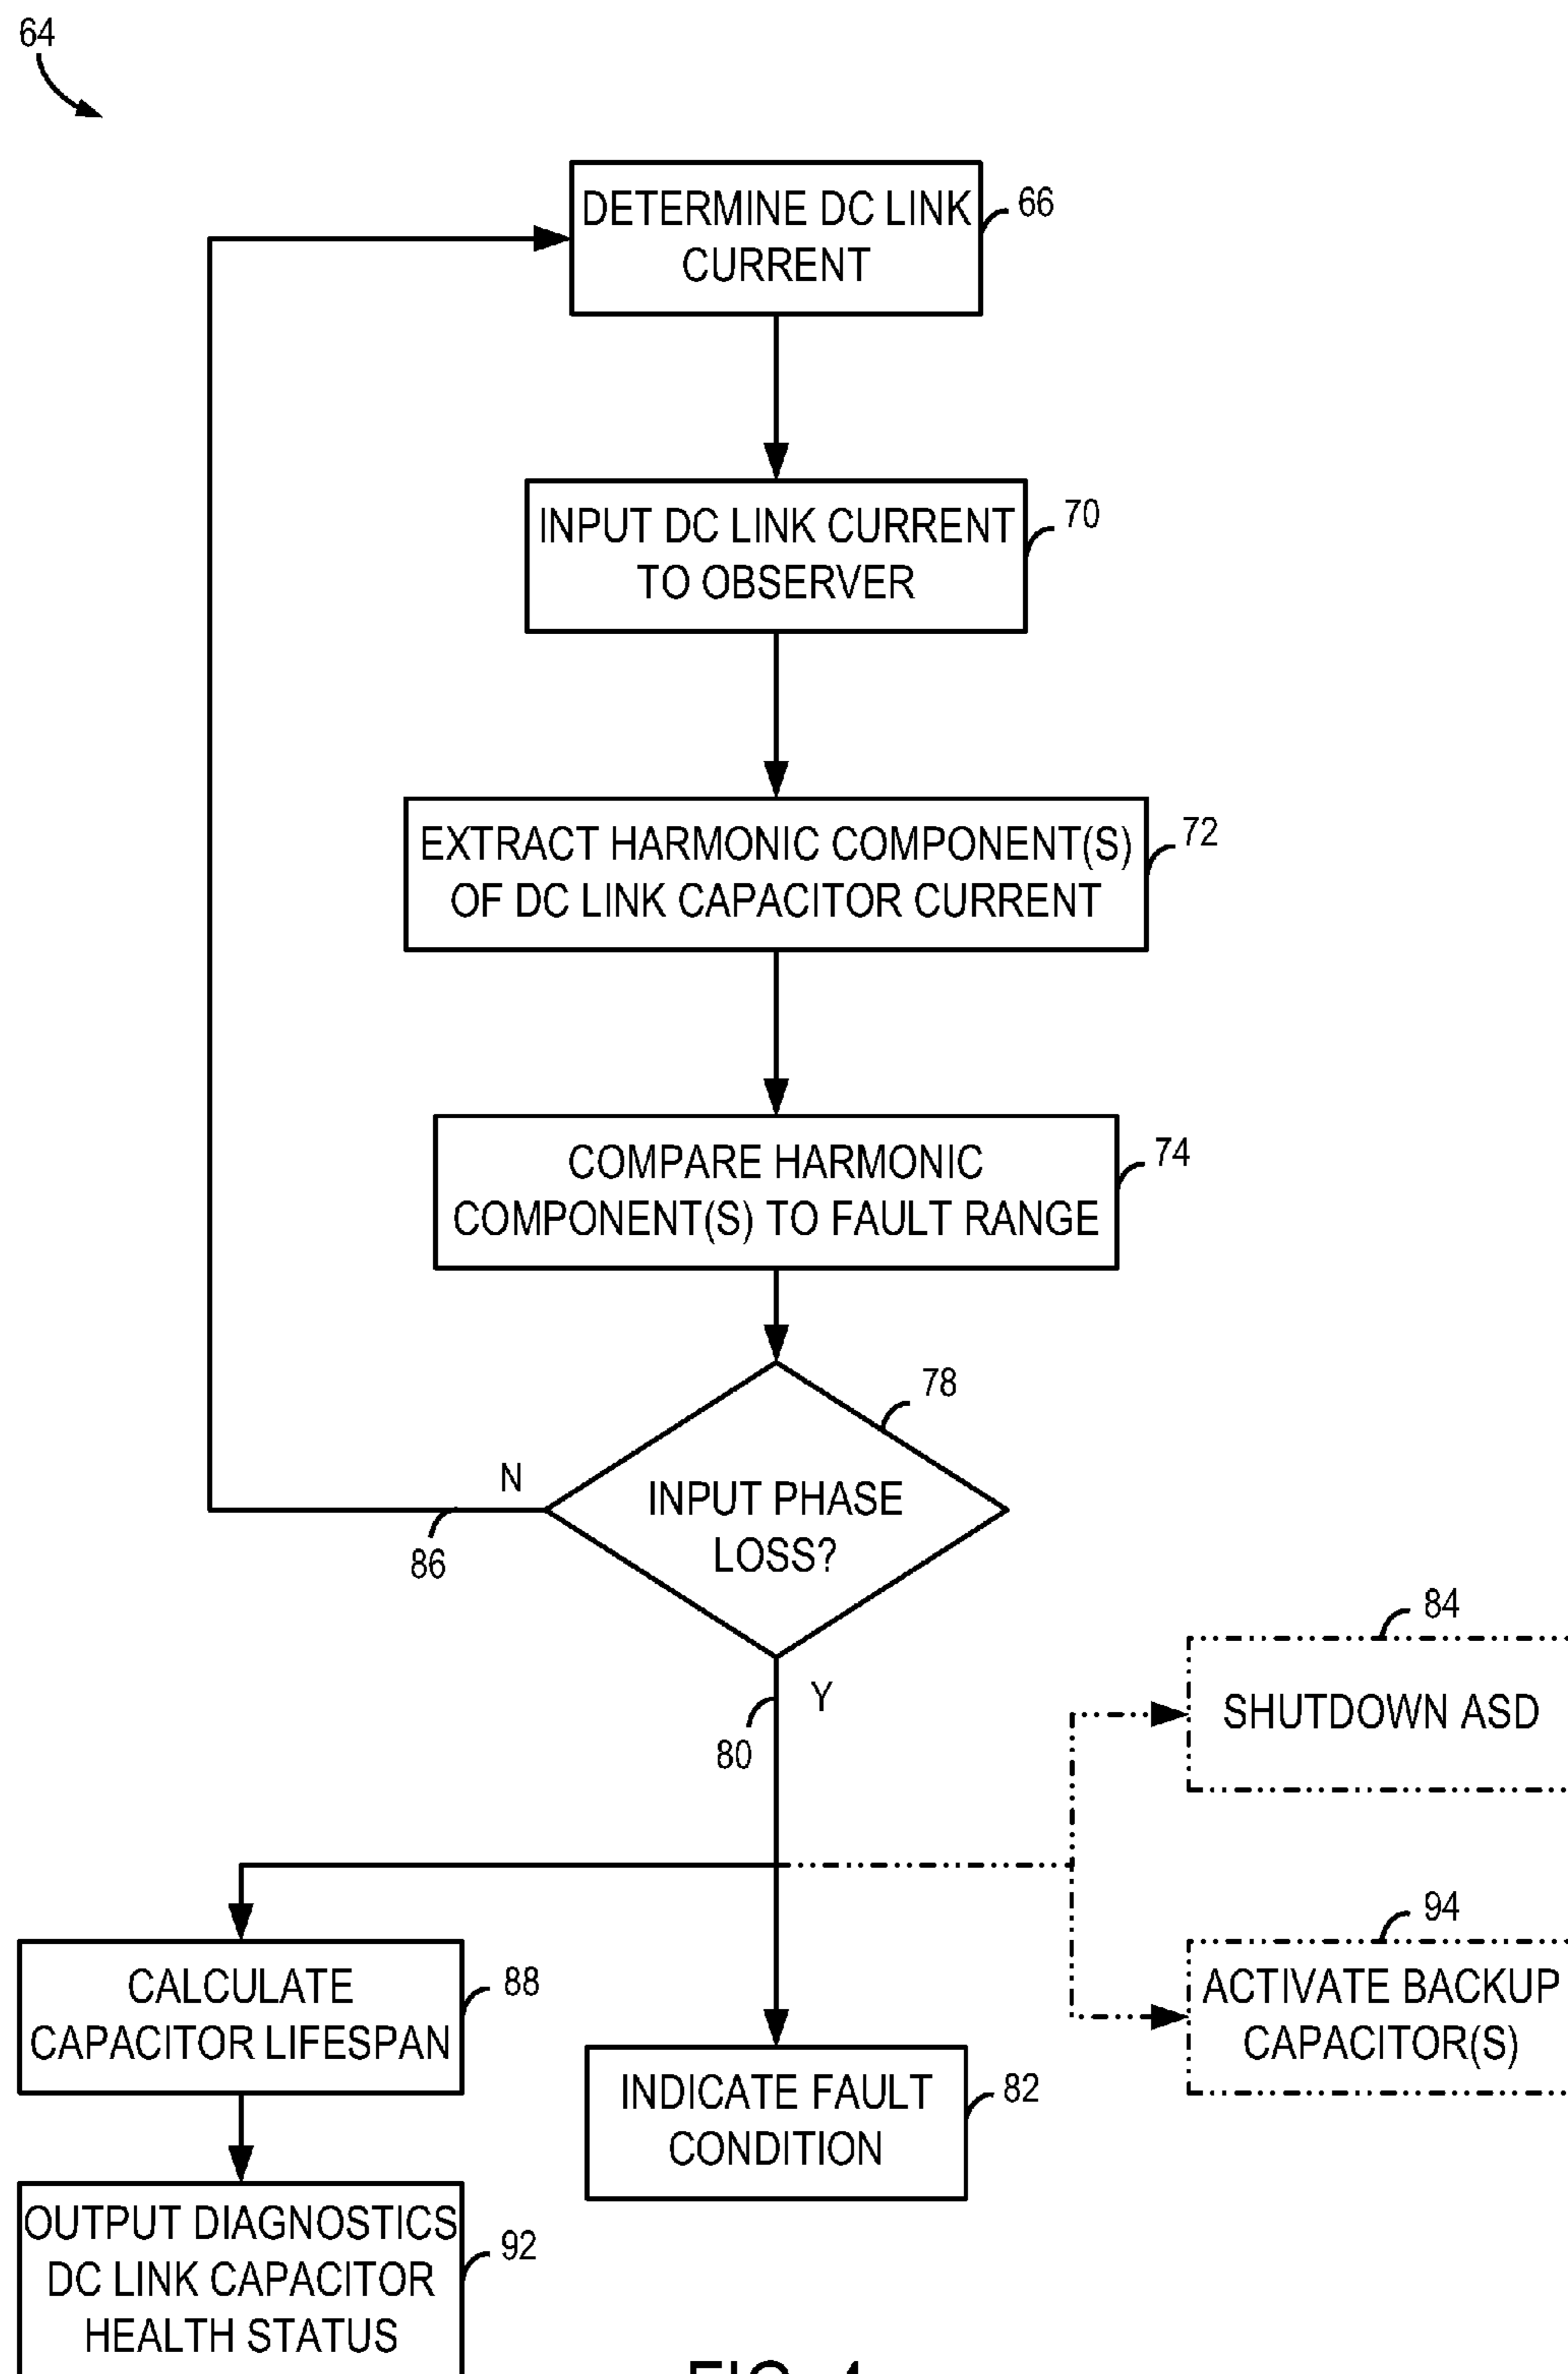 64
DETERMINE DC LINK
CURRENT
66
INPUT DC LINK CURRENT
TO OBSERVER
70
EXTRACT HARMONIC COMPONENT(S)
OF DC LINK CAPACITOR CURRENT
72
COMPARE HARMONIC
COMPONENT(S) TO FAULT RANGE
74
78
INPUT PHASE
LOSS?
N
86
Y
80
84
SHUTDOWN ASD
94
ACTIVATE BACKUP
CAPACITOR(S)
CALCULATE
CAPACITOR LIFESPAN
88
INDICATE FAULT
CONDITION
82
OUTPUT DIAGNOSTICS
DC LINK CAPACITOR
HEALTH STATUS
92